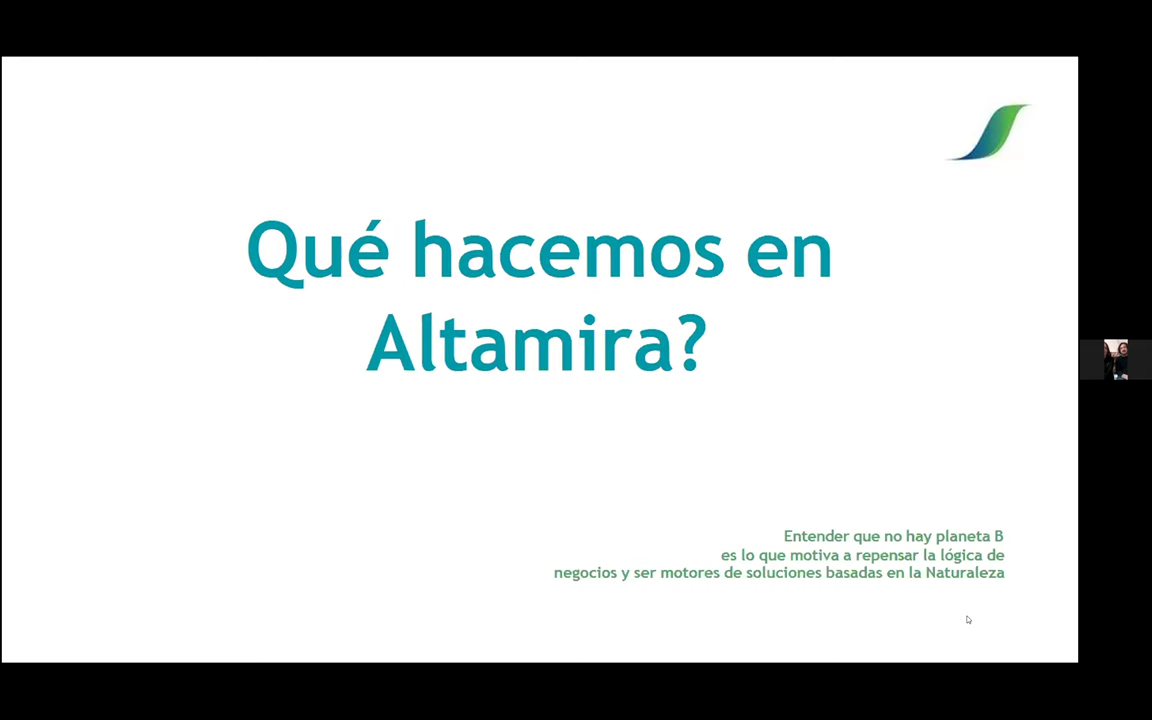 Qué hacemos en
Altamira?
Entender que no hay planeta B
es lo que motiva a repensar la lógica de
negocios y ser motores de soluciones basadas en la Naturaleza